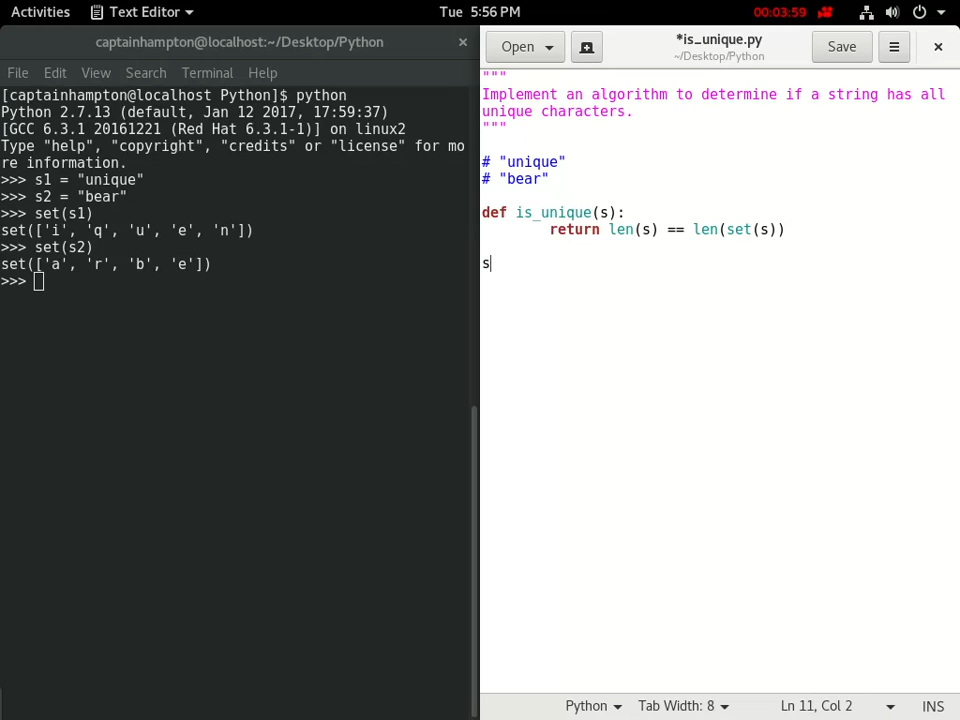 Activities Text Editor Tue 5:56 PM 00:03:59
captainhampton@localhost:~/Desktop/Python ×
File Edit View Search Terminal Help
[captainhampton@localhost Python]$ python
Python 2.7.13 (default, Jan 12 2017, 17:59:37)
[GCC 6.3.1 20161221 (Red Hat 6.3.1-1)] on linux2
Type "help", "copyright", "credits" or "license" for mo
re information.
>>> s1 = "unique"
>>> s2 = "bear"
>>> set(s1)
set(['i', 'q', 'u', 'e', 'n'])
>>> set(s2)
set(['a', 'r', 'b', 'e'])
>>>
Open *is_unique.py Save
~/Desktop/Python
"""
Implement an algorithm to determine if a string has all
unique characters.
"""
# "unique"
# "bear"
def is_unique(s):
return len(s) == len(set(s))
s
Python Tab Width: 8 Ln 11, Col 2 INS